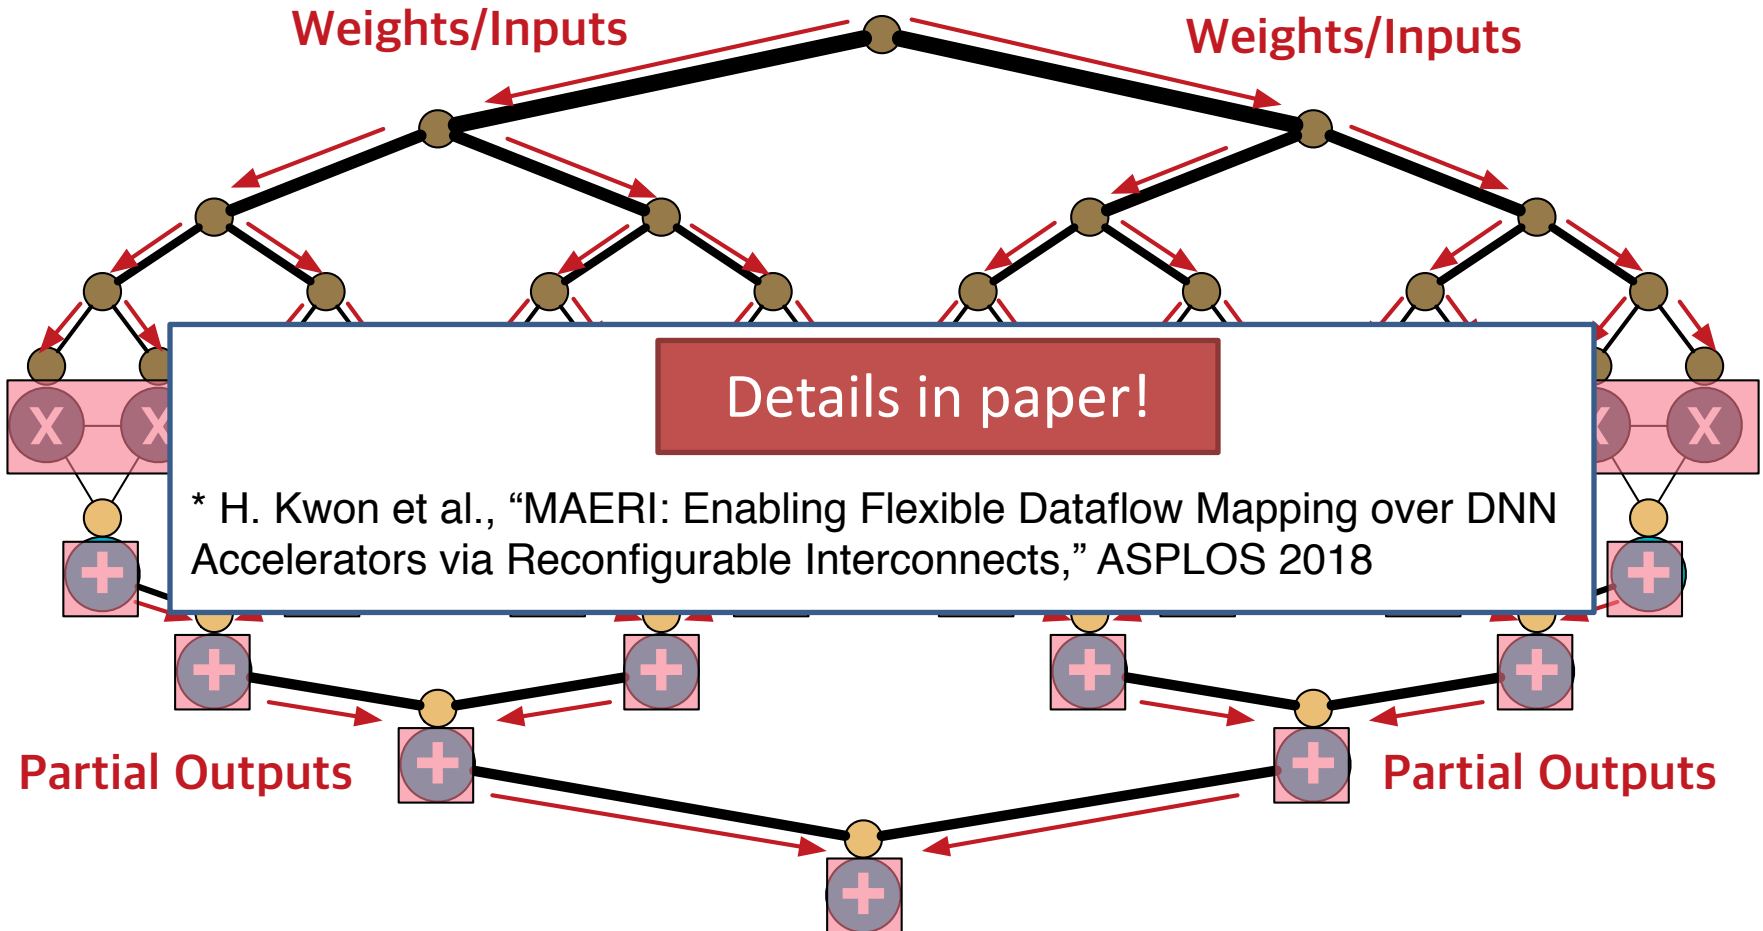 Weights/Inputs
Weights/Inputs
Details in paper!
X X X X
* H. Kwon et al., “MAERI: Enabling Flexible Dataflow Mapping over DNN
Accelerators via Reconfigurable Interconnects,” ASPLOS 2018
+ +
+ + + +
+ +
Partial Outputs
Partial Outputs
+